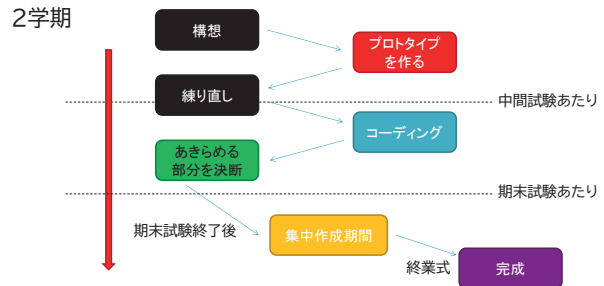 2学期
構想
プロトタイプ
を作る
練り直し
中間試験あたり
コーディング
あきらめる
部分を決断
期末試験あたり
期末試験終了後
集中作成期間
終業式
完成